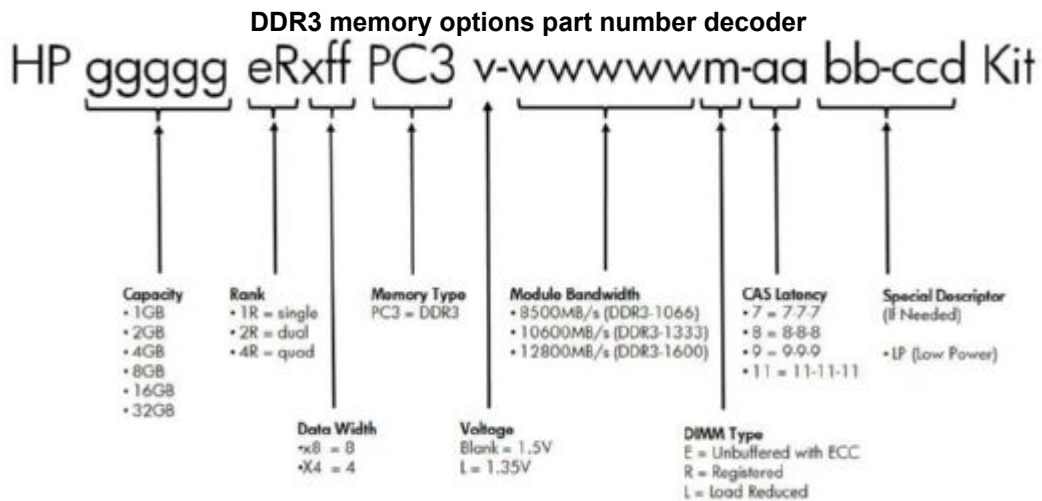 DDR3 memory options part number decoder
HP ggggg eRxff PC3 v-wwwwwm-aa bb-ccd Kit
Capacity
• 1GB
• 2GB
• 4GB
• 8GB
• 16GB
• 32GB
Rank
• 1R = single
• 2R = dual
• 4R = quad
Memory Type
PC3 = DDR3
Module Bandwidth
• 8500MB/s (DDR3-1066)
• 10600MB/s (DDR3-1333)
• 12800MB/s (DDR3-1600)
CAS Latency
• 7 = 7-7-7
• 8 = 8-8-8
• 9 = 9-9-9
• 11 = 11-11-11
Special Descriptor
(If Needed)
• LP (Low Power)
Data Width
•x8 = 8
•X4 = 4
Voltage
Blank = 1.5V
L = 1.35V
DIMM Type
E = Unbuffered with ECC
R = Registered
L = Load Reduced